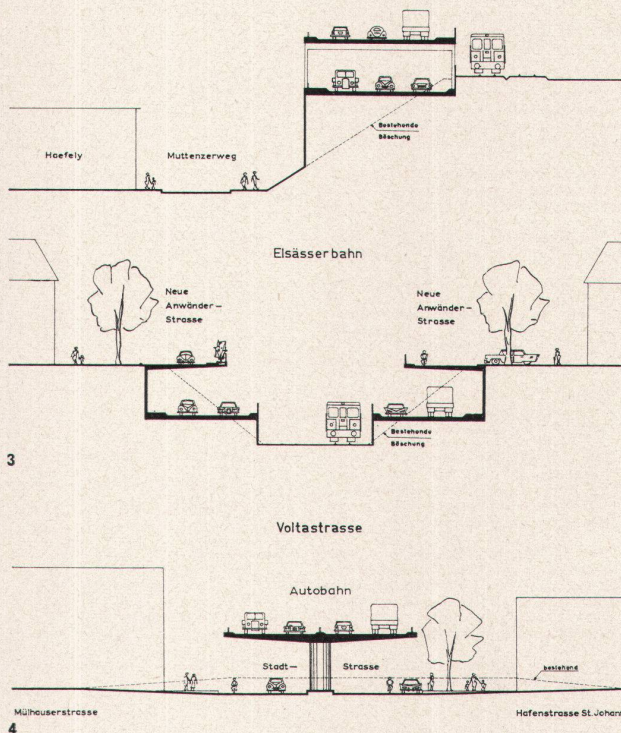 Bestehende
Böschung
Haefely
Muttenzerweg
Elsässerbahn
Neue
Anwänder–
Strasse
Neue
Anwänder–
Strasse
Bestehende
Böschung
3
Voltastrasse
Autobahn
Stadt– Strasse
bestehend
Mülhauserstrasse
Hafenstrasse St. Johann
4